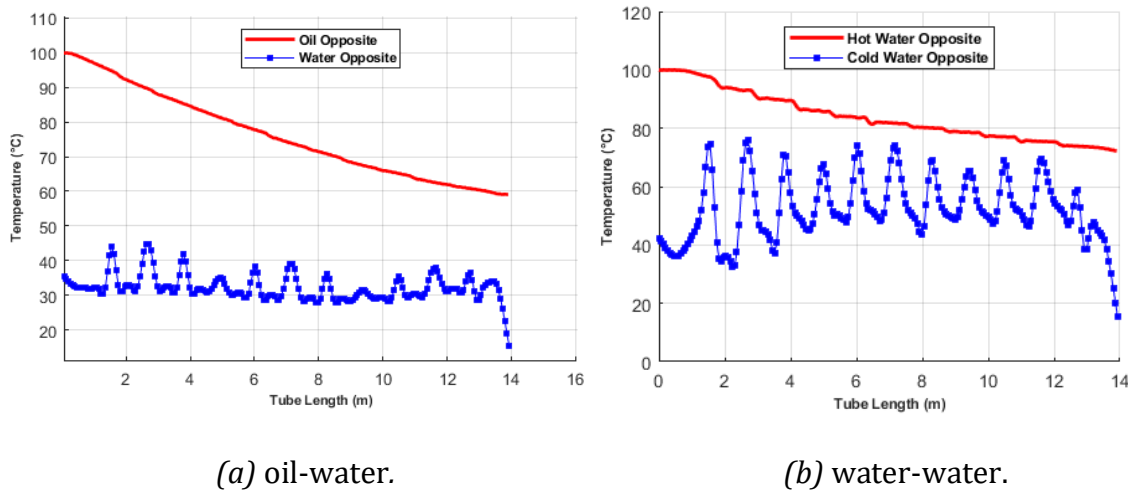 110
100
90
80
70
60
50
40
30
20
Temperature (°C)
Oil Opposite
Water Opposite
2 4 6 8 10 12 14 16
Tube Length (m)
(a) oil-water.
120
100
80
60
40
20
0
Temperature (°C)
Hot Water Opposite
Cold Water Opposite
0 2 4 6 8 10 12 14
Tube Length (m)
(b) water-water.